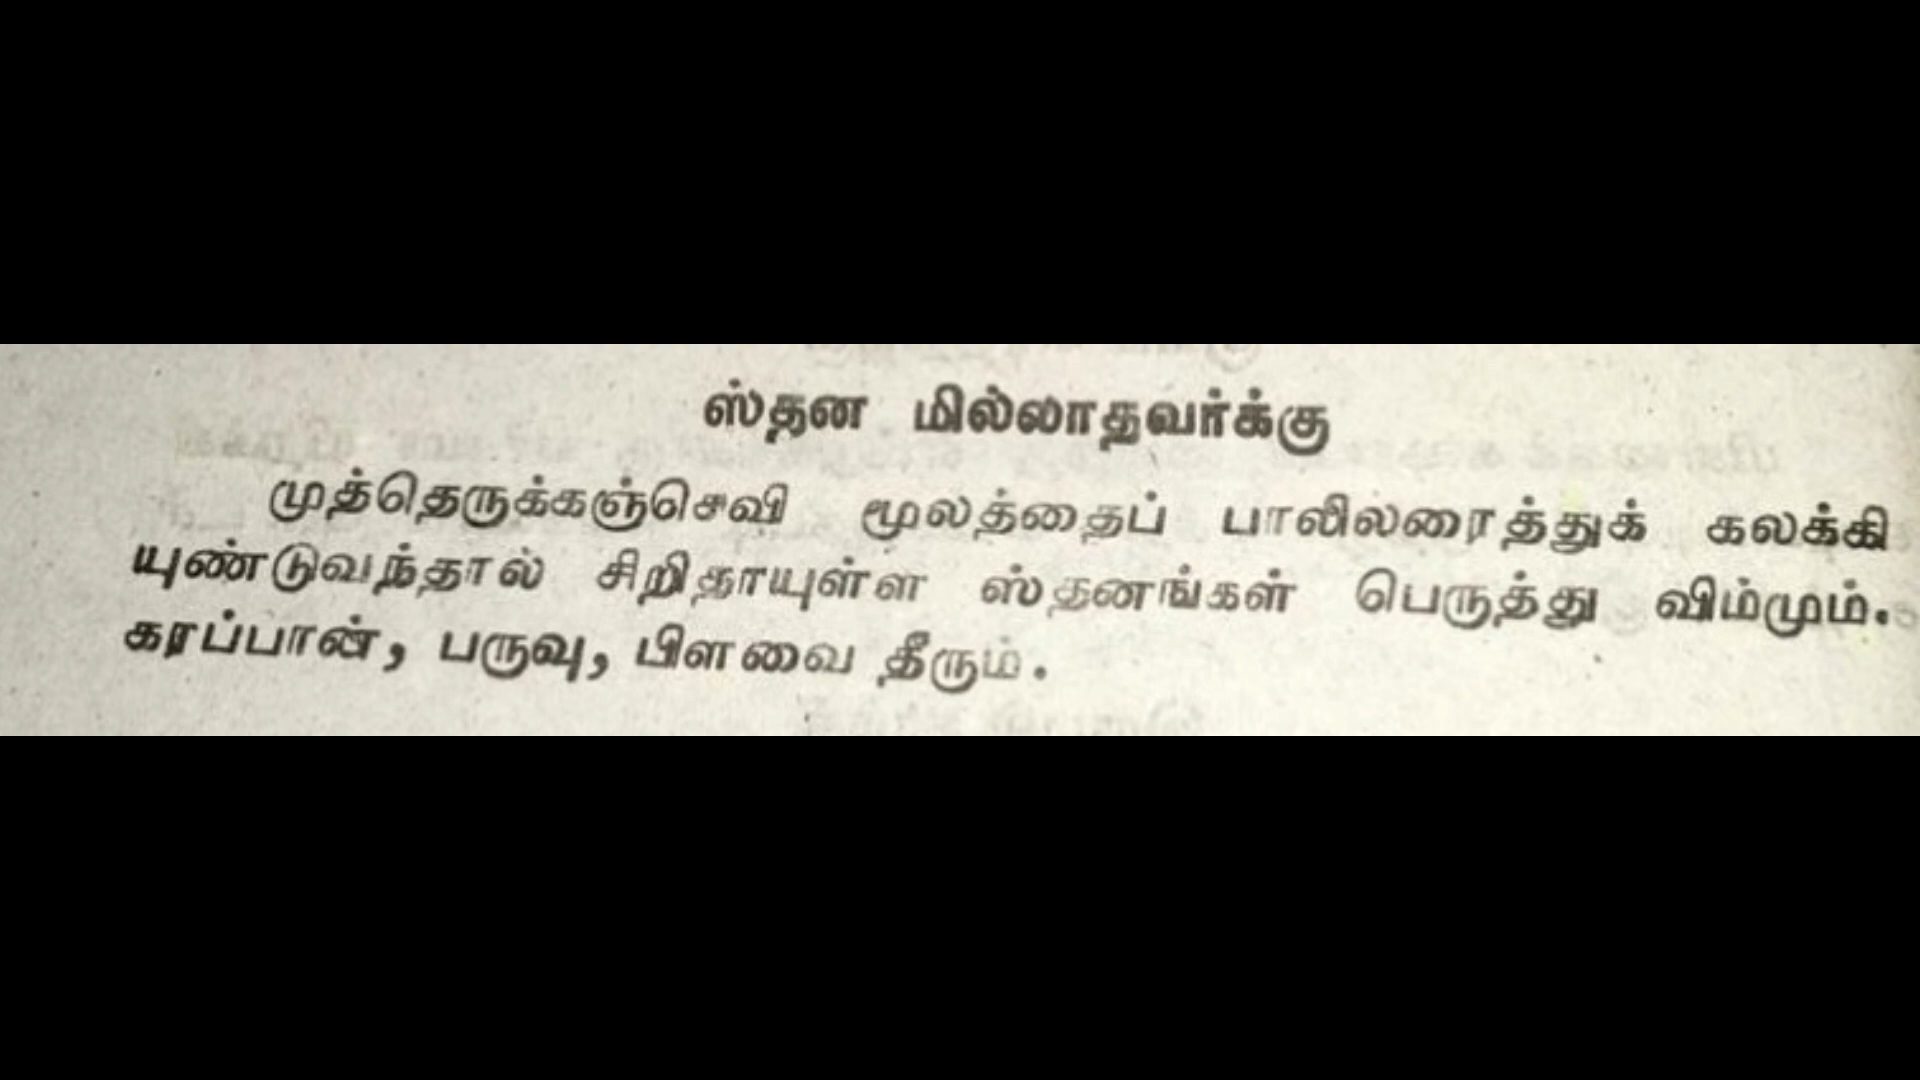 ஸ்தன மில்லாதவர்க்கு
முத்தெருக்கஞ்செவி மூலத்தைப் பாலிலரைத்துக் கலக்கி
யுண்டுவந்தால் சிறிதாயுள்ள ஸ்தனங்கள் பெருத்து விம்மும்.
கரப்பான், பருவு, பிளவை தீரும்.